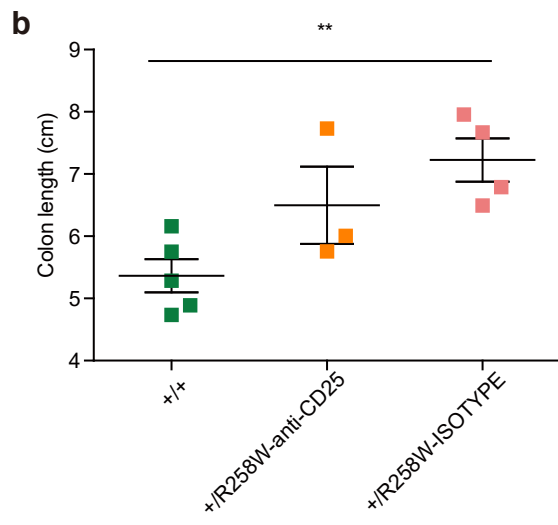 b
**
Colon length (cm)
9
8
7
6
5
4
+/+
+/R258W-anti-CD25
+/R258W-ISOTYPE